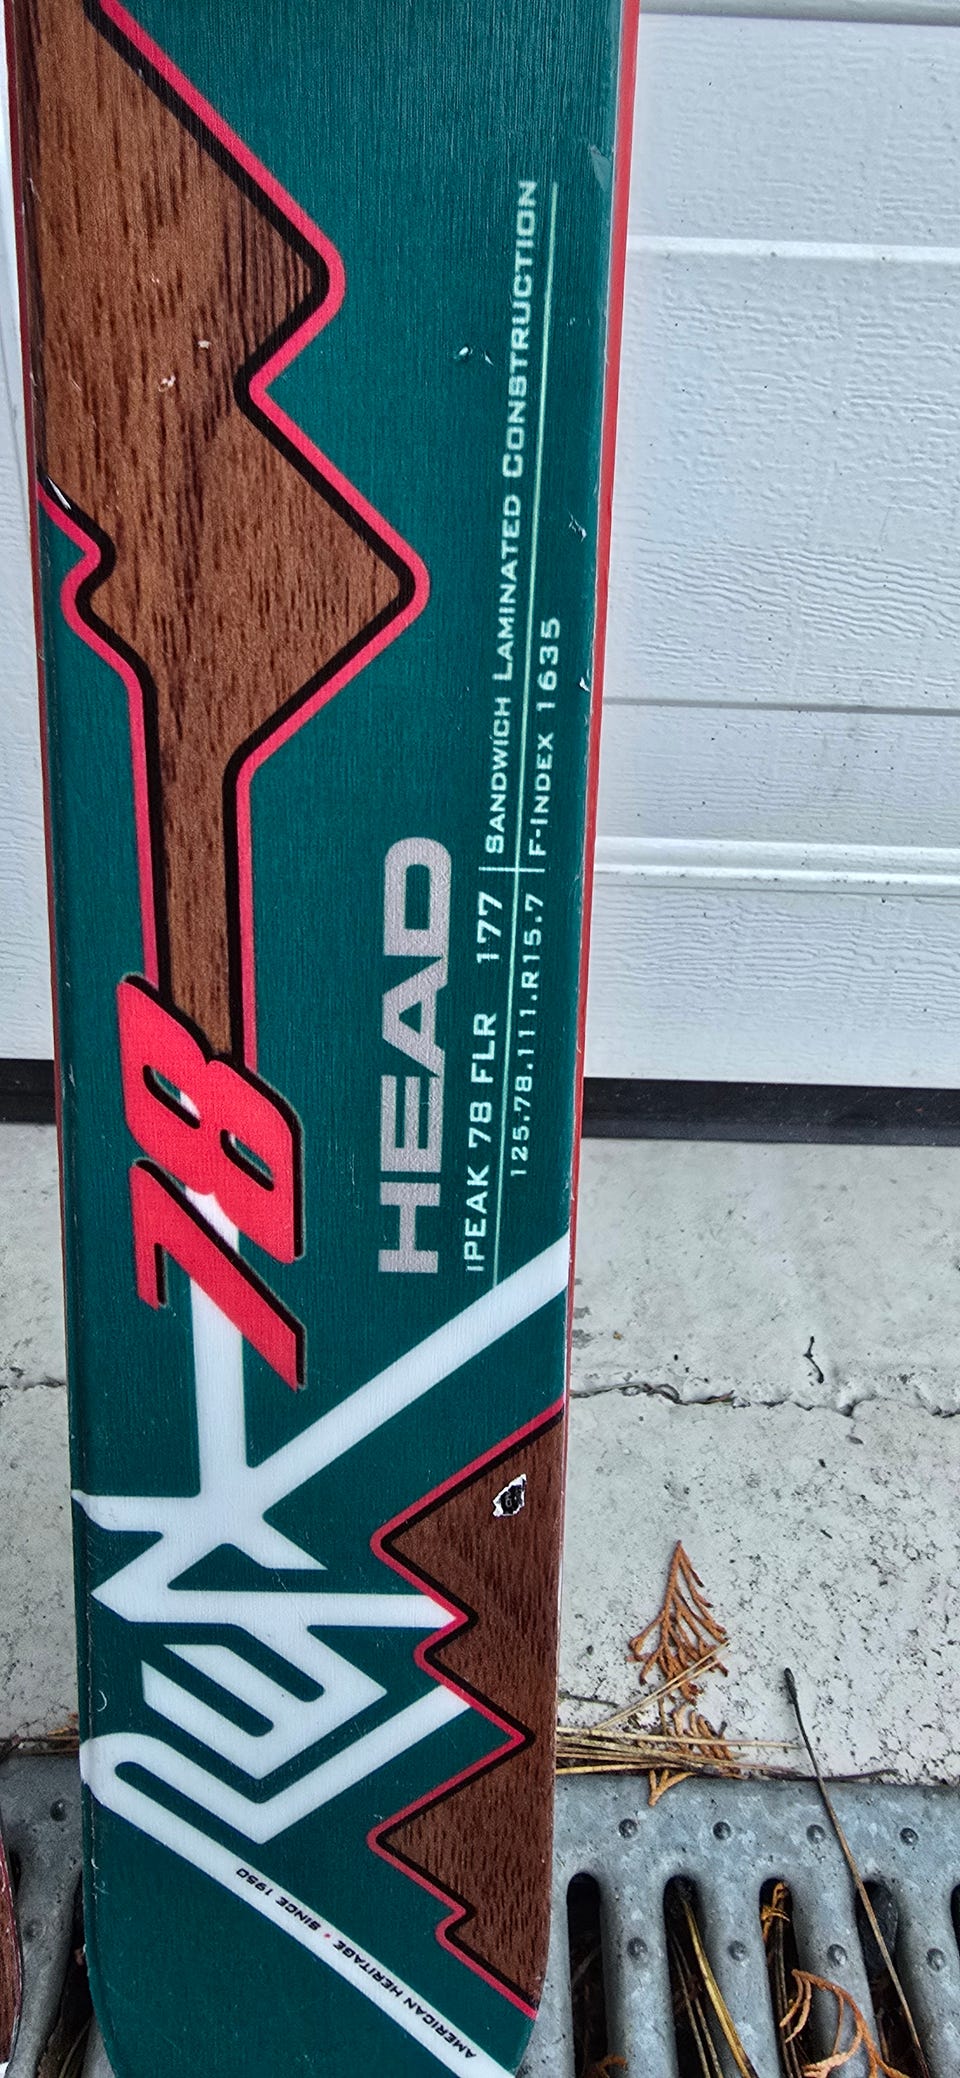 HEAD
IPEAK 78 FLR 177 | SANDWICH LAMINATED CONSTRUCTION
125.78.111.R15.7 | F-INDEX 1635
78
PEAK
AMERICAN HERITAGE • SINCE 1950